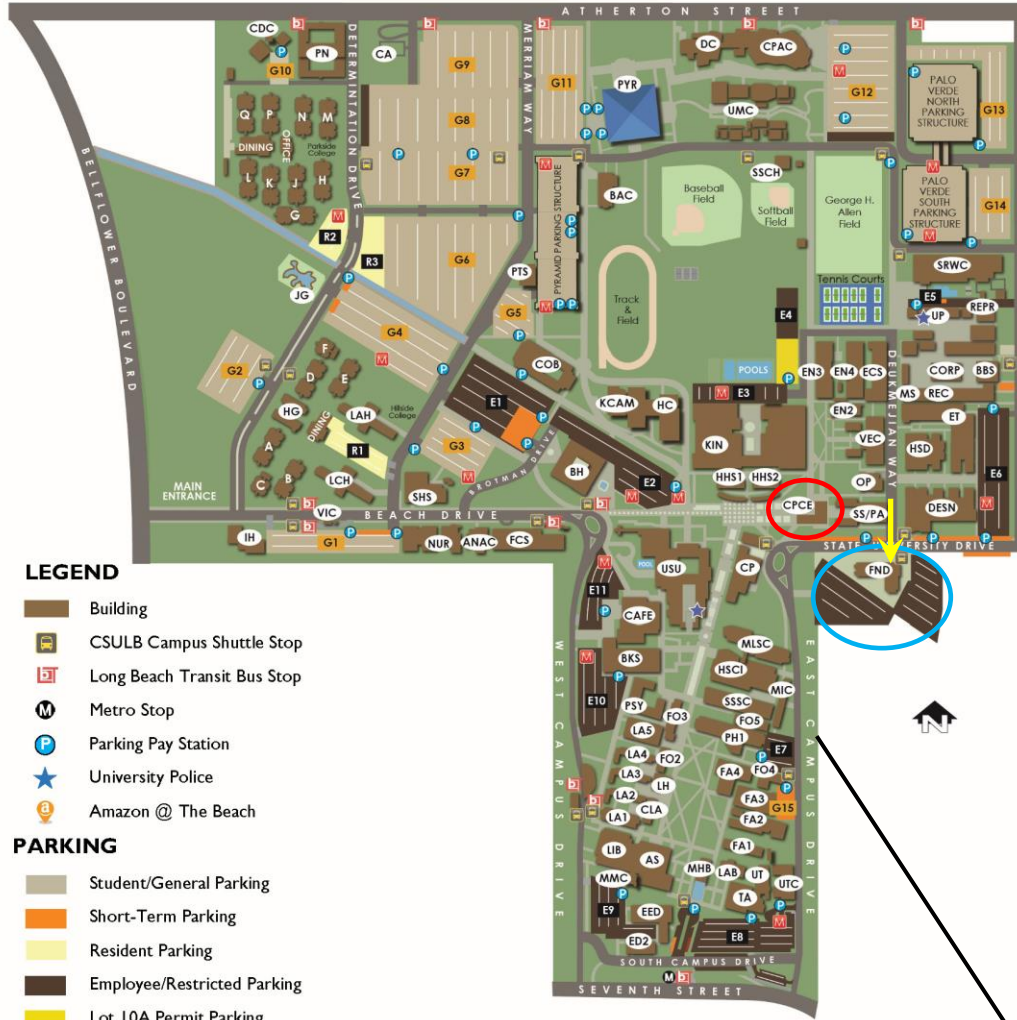 ATHERTON STREET
CDC
PN
CA
G10
DETERMINTATION DRIVE
MERRIAM WAY
G9
G11
PYR
DC
CPAC
UMC
G12
PALO
VERDE
NORTH
PARKING
STRUCTURE
G13
Q
P
N
M
OFFICE
DINING
Parkside
College
L
K
J
H
G
G8
G7
BELLFLOWER BOULEVARD
R2
R3
G6
PYRAMID PARKING STRUCTURE
BAC
Baseball
Field
SSCH
Softball
Field
George H.
Allen
Field
PALO
VERDE
SOUTH
PARKING
STRUCTURE
G14
JG
PTS
G5
G4
Track
&
Field
Tennis Courts
SRWC
E5
UP
REPR
E4
G2
F
D
E
COB
POOLS
EN3
EN4
ECS
DEUKMEJIAN WAY
CORP
BBS
MS
REC
HG
DINING
LAH
Hillside
College
E1
KCAM
HC
E3
EN2
ET
A
R1
G3
BROTMAN DRIVE
KIN
VEC
HSD
E6
C
B
LCH
SHS
BH
E2
HHS1
HHS2
OP
MAIN
ENTRANCE
CPCE
SS/PA
DESN
VIC
BEACH DRIVE
IH
G1
NUR
ANAC
FCS
STATE UNIVERSITY DRIVE
FND
POOL
USU
CP
E11
CAFE
WEST CAMPUS DRIVE
EAST CAMPUS DRIVE
MLSC
BKS
HSCI
E10
PSY
SSSC
MIC
FO3
LA5
FO5
PH1
E7
N
LA4
FO2
LA3
FA4
FO4
LH
LA2
CLA
FA3
G15
LA1
FA2
LIB
AS
FA1
MMC
MHB
LAB
UT
UTC
E9
EED
TA
ED2
E8
SOUTH CAMPUS DRIVE
M
SEVENTH STREET
LEGEND
Building
CSULB Campus Shuttle Stop
Long Beach Transit Bus Stop
M Metro Stop
P Parking Pay Station
University Police
a Amazon @ The Beach
PARKING
Student/General Parking
Short-Term Parking
Resident Parking
Employee/Restricted Parking
Lot 10A Permit Parking